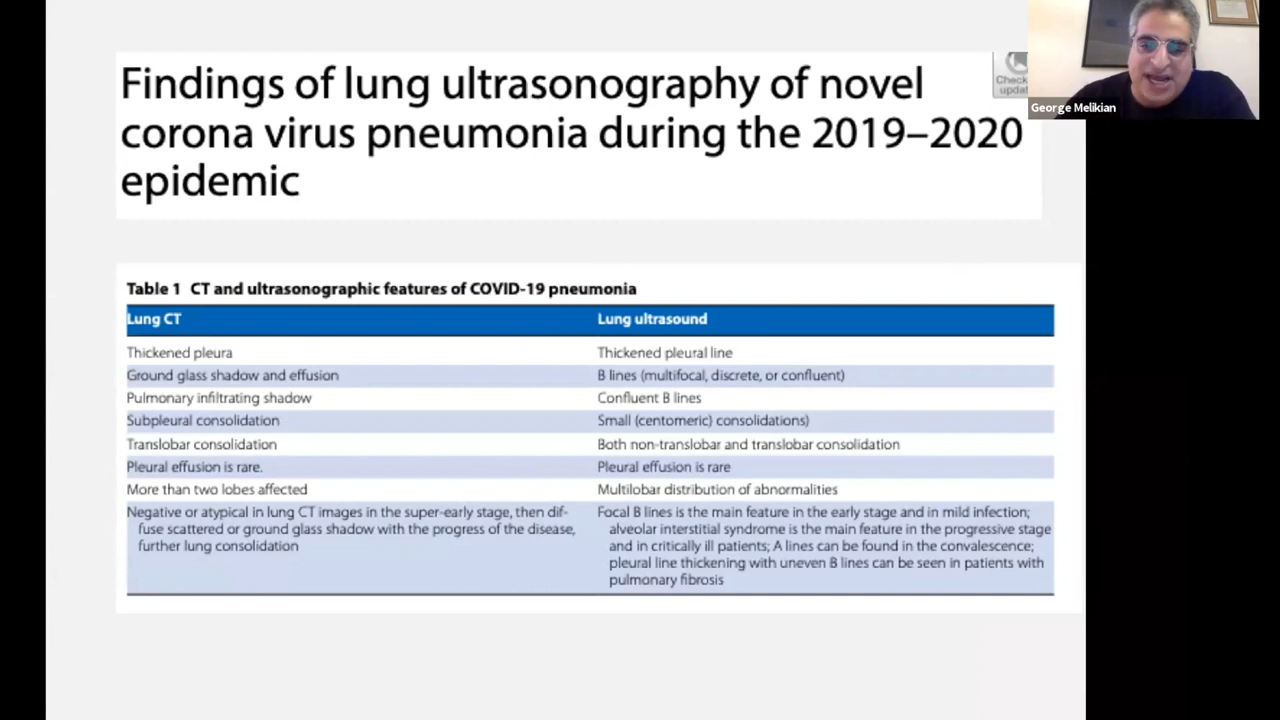 Findings of lung ultrasonography of novel
corona virus pneumonia during the 2019–2020
epidemic
Check
upda
George Melikian
Table 1 CT and ultrasonographic features of COVID-19 pneumonia
Lung CT Lung ultrasound
Thickened pleura Thickened pleural line
Ground glass shadow and effusion B lines (multifocal, discrete, or confluent)
Pulmonary infiltrating shadow Confluent B lines
Subpleural consolidation Small (centomeric) consolidations)
Translobar consolidation Both non-translobar and translobar consolidation
Pleural effusion is rare. Pleural effusion is rare
More than two lobes affected Multilobar distribution of abnormalities
Negative or atypical in lung CT images in the super-early stage, then dif-
fuse scattered or ground glass shadow with the progress of the disease,
further lung consolidation
Focal B lines is the main feature in the early stage and in mild infection;
alveolar interstitial syndrome is the main feature in the progressive stage
and in critically ill patients; A lines can be found in the convalescence;
pleural line thickening with uneven B lines can be seen in patients with
pulmonary fibrosis